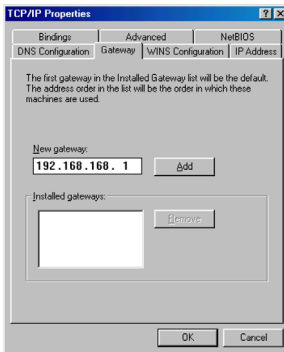 TCP/IP Properties
Bindings Advanced NetBIOS
DNS Configuration Gateway WINS Configuration IP Address
The first gateway in the Installed Gateway list will be the default.
The address order in the list will be the order in which these
machines are used.
New gateway:
192.168.168. 1 Add
Installed gateways:
Remove
OK Cancel